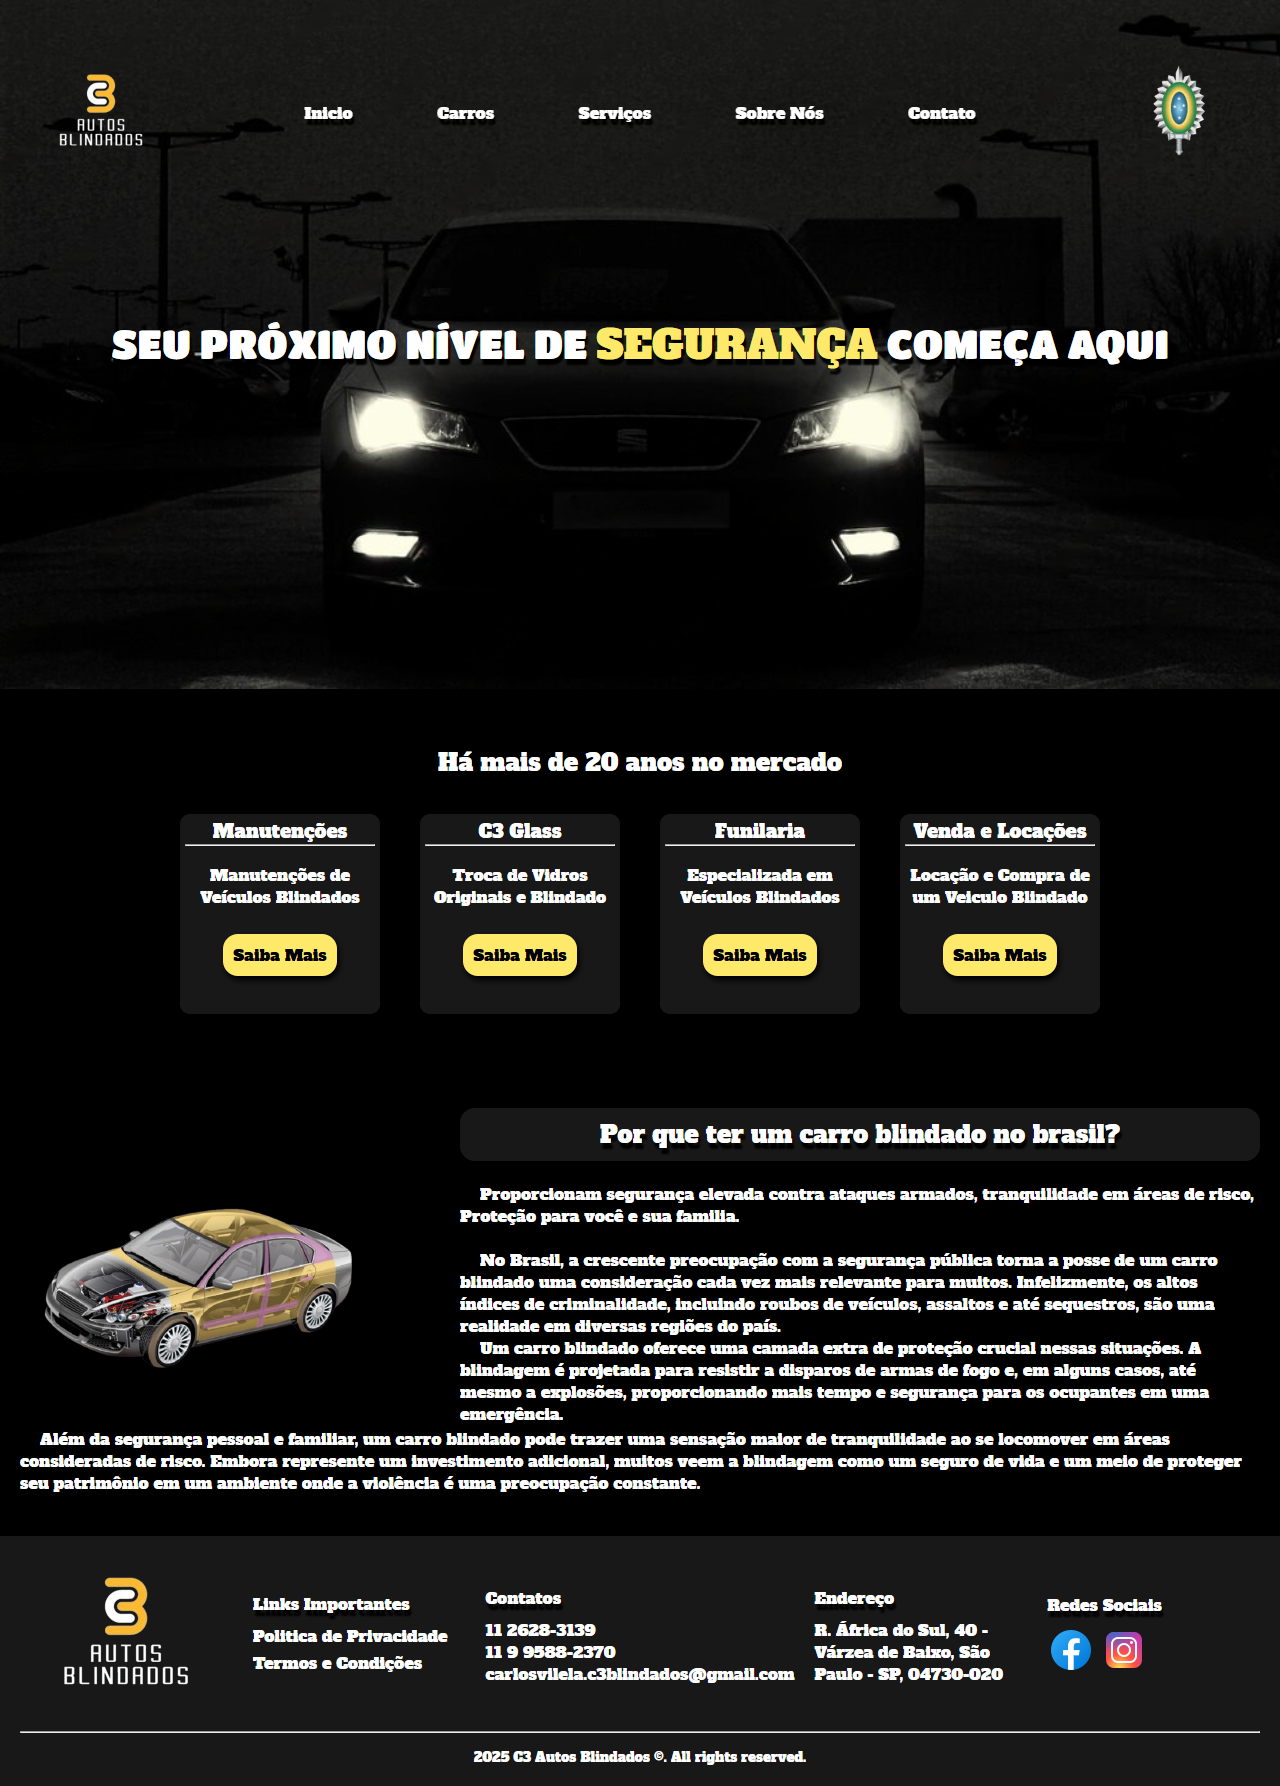 AUTOS
BLINDADOS
Inicio
Carros
Serviços
Sobre Nós
Contato
SEU PRÓXIMO NÍVEL DE SEGURANÇA COMEÇA AQUI
Há mais de 20 anos no mercado
Manutenções
Manutenções de
Veículos Blindados
Saiba Mais
C3 Glass
Troca de Vidros
Originais e Blindado
Saiba Mais
Funilaria
Especializada em
Veículos Blindados
Saiba Mais
Venda e Locações
Locação e Compra de
um Veiculo Blindado
Saiba Mais
Por que ter um carro blindado no brasil?
Proporcionam segurança elevada contra ataques armados, tranquilidade em áreas de risco,
Proteção para você e sua familia.
No Brasil, a crescente preocupação com a segurança pública torna a posse de um carro
blindado uma consideração cada vez mais relevante para muitos. Infelizmente, os altos
índices de criminalidade, incluindo roubos de veículos, assaltos e até sequestros, são uma
realidade em diversas regiões do país.
Um carro blindado oferece uma camada extra de proteção crucial nessas situações. A
blindagem é projetada para resistir a disparos de armas de fogo e, em alguns casos, até
mesmo a explosões, proporcionando mais tempo e segurança para os ocupantes em uma
emergência.
Além da segurança pessoal e familiar, um carro blindado pode trazer uma sensação maior de tranquilidade ao se locomover em áreas
consideradas de risco. Embora represente um investimento adicional, muitos veem a blindagem como um seguro de vida e um meio de proteger
seu patrimônio em um ambiente onde a violência é uma preocupação constante.
AUTOS
BLINDADOS
Links Importantes
Politica de Privacidade
Termos e Condições
Contatos
11 2628-3139
11 9 9588-2370
carlosvilela.c3blindados@gmail.com
Endereço
R. África do Sul, 40 -
Várzea de Baixo, São
Paulo - SP, 04730-020
Redes Sociais
2025 C3 Autos Blindados ©. All rights reserved.